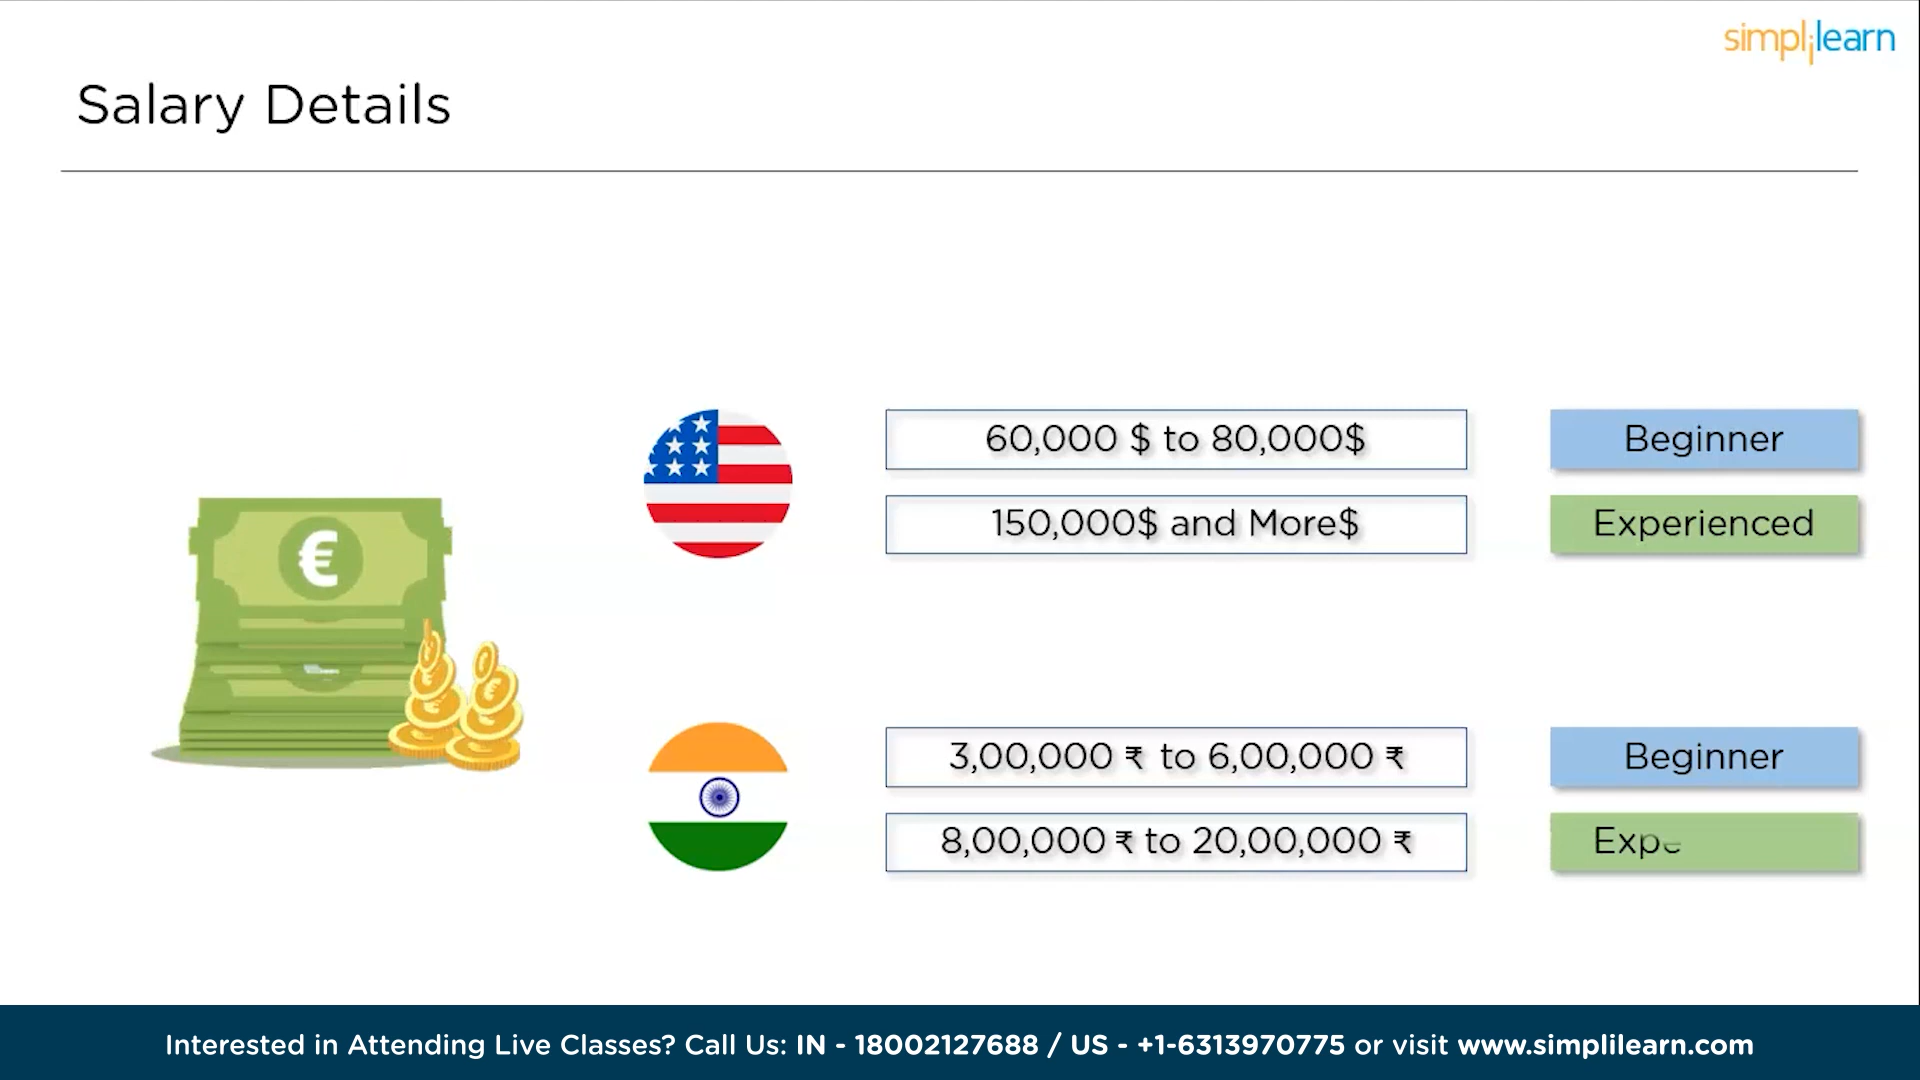 simplilearn
Salary Details
60,000 $ to 80,000$
Beginner
150,000$ and More$
Experienced
€
3,00,000 ₹ to 6,00,000 ₹
Beginner
8,00,000 ₹ to 20,00,000 ₹
Expe
Interested in Attending Live Classes? Call Us: IN - 18002127688 / US - +1-6313970775 or visit www.simplilearn.com